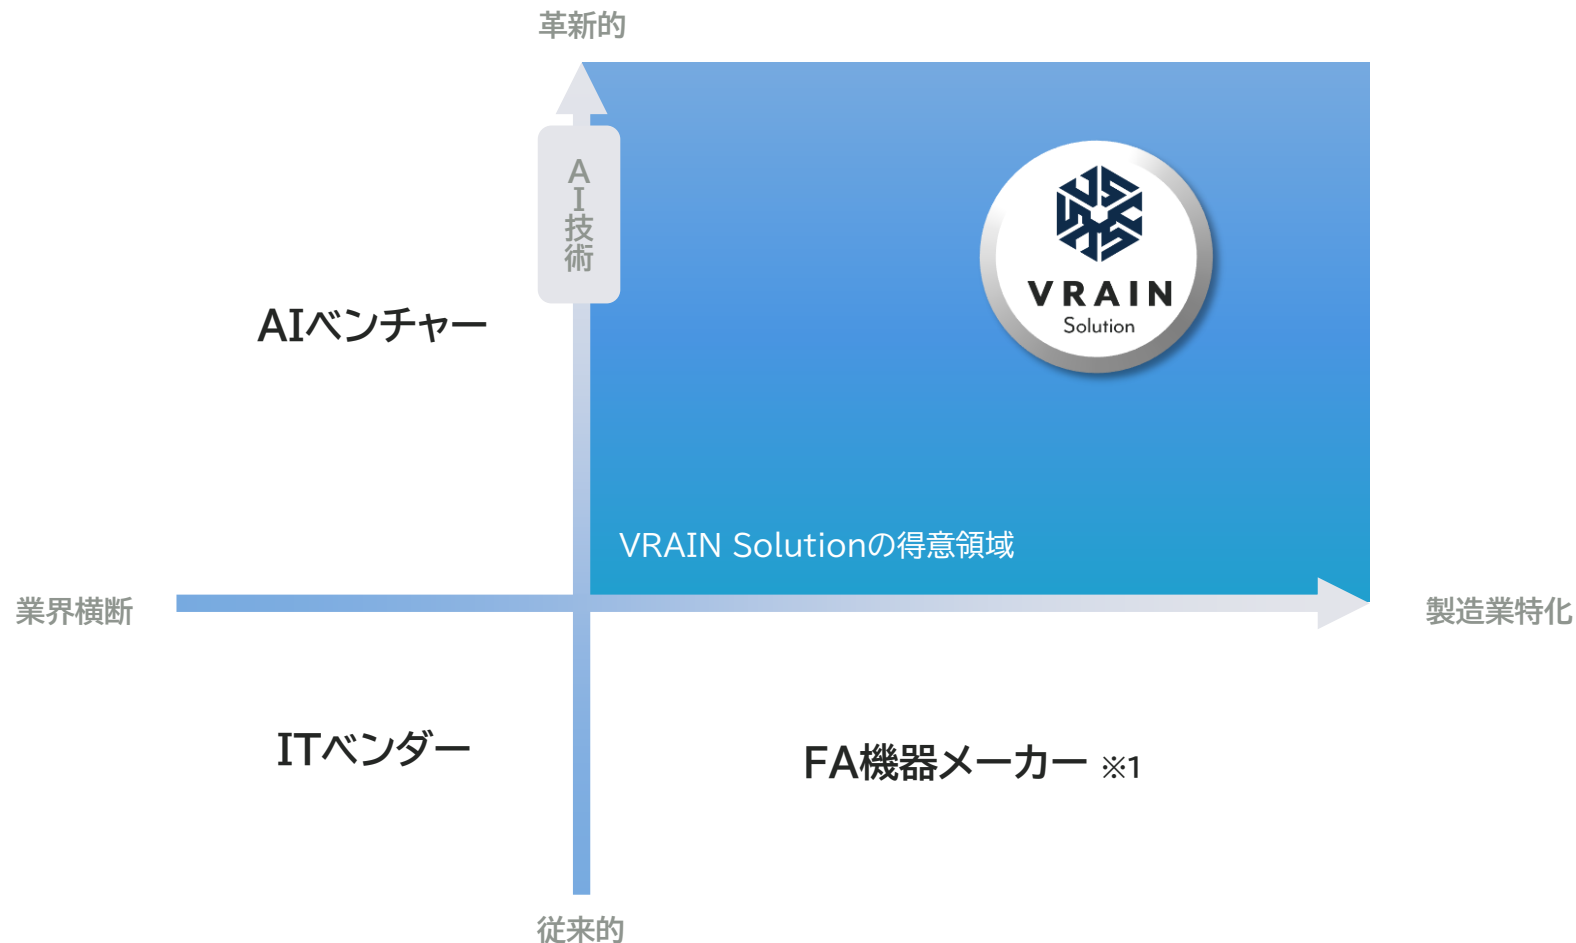 革新的
AI技術
VRAIN
Solution
AIベンチャー
VRAIN Solutionの得意領域
業界横断
製造業特化
ITベンダー
FA機器メーカー ※1
従来的